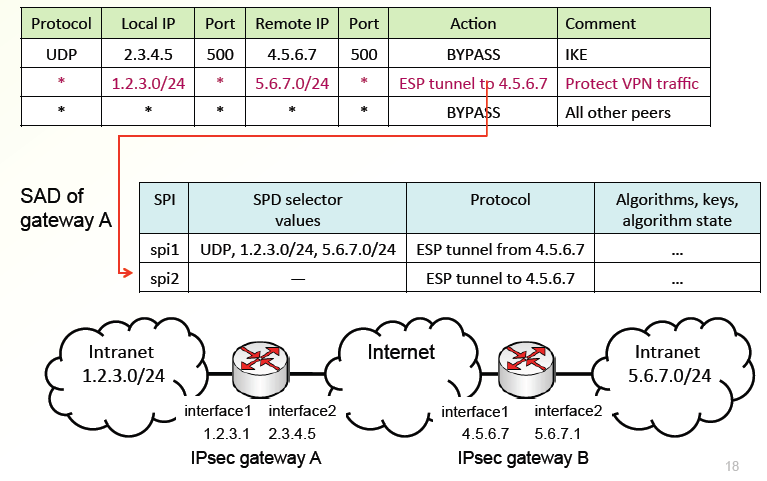 Protocol Local IP Port Remote IP Port Action Comment
UDP 2.3.4.5 500 4.5.6.7 500 BYPASS IKE
* 1.2.3.0/24 * 5.6.7.0/24 * ESP tunnel to 4.5.6.7 Protect VPN traffic
* * * * * BYPASS All other peers
SAD of
gateway A
SPI SPD selector
values Protocol Algorithms, keys,
algorithm state
spi1 UDP, 1.2.3.0/24, 5.6.7.0/24 ESP tunnel from 4.5.6.7 ...
spi2 — ESP tunnel to 4.5.6.7 ...
Intranet
1.2.3.0/24
Internet
Intranet
5.6.7.0/24
interface1 interface2
1.2.3.1 2.3.4.5
IPsec gateway A
interface1 interface2
4.5.6.7 5.6.7.1
IPsec gateway B
18